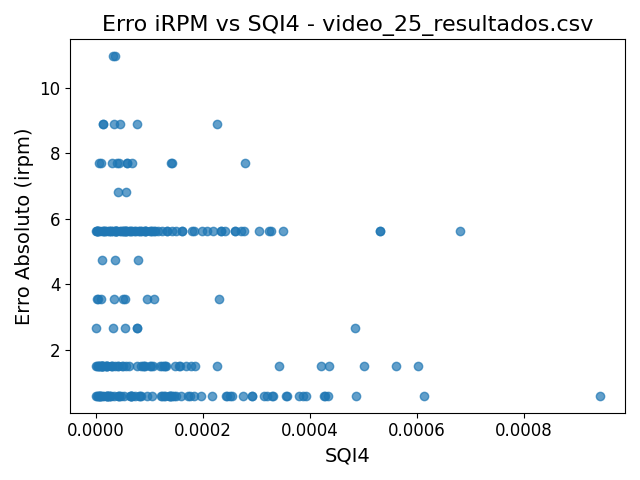 Erro iRPM vs SQI4 - video_25_resultados.csv
Erro Absoluto (irpm)
10
8
6
4
2
0.0000 0.0002 0.0004 0.0006 0.0008
SQI4